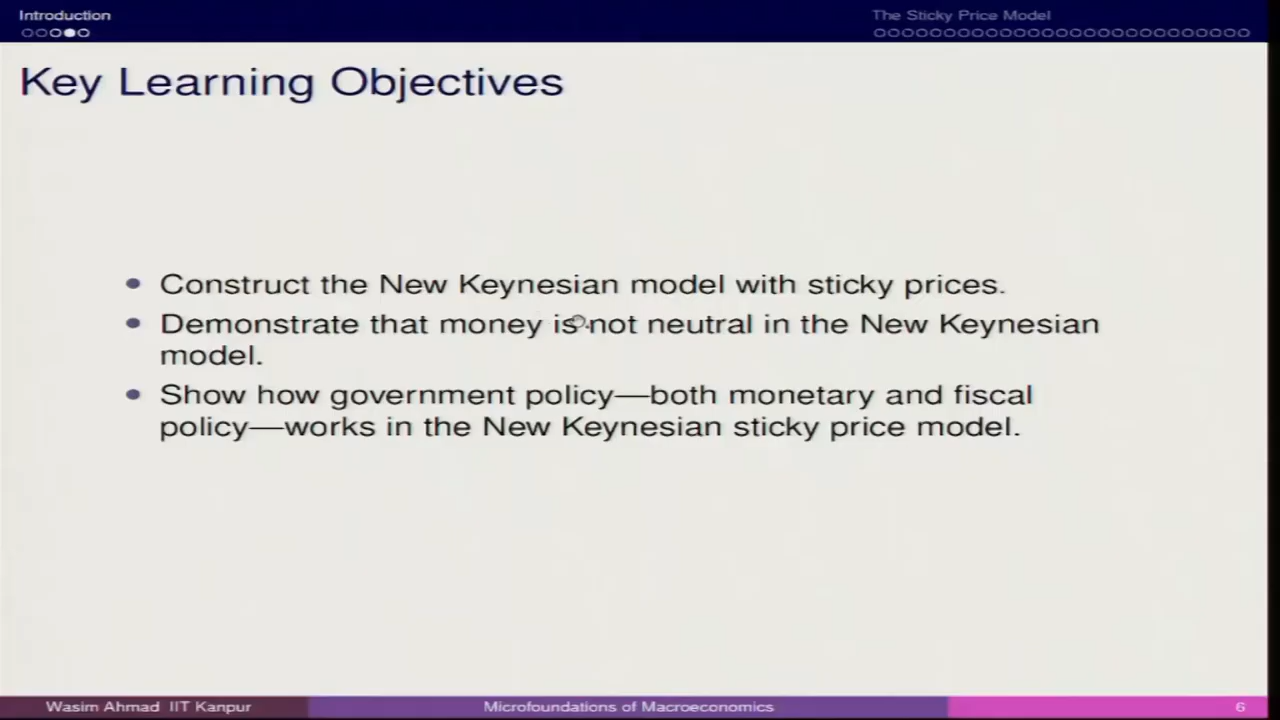 Introduction
The Sticky Price Model
Key Learning Objectives
Construct the New Keynesian model with sticky prices.
Demonstrate that money is not neutral in the New Keynesian
model.
Show how government policy—both monetary and fiscal
policy—works in the New Keynesian sticky price model.
Wasim Ahmad IIT Kanpur
Microfoundations of Macroeconomics
6